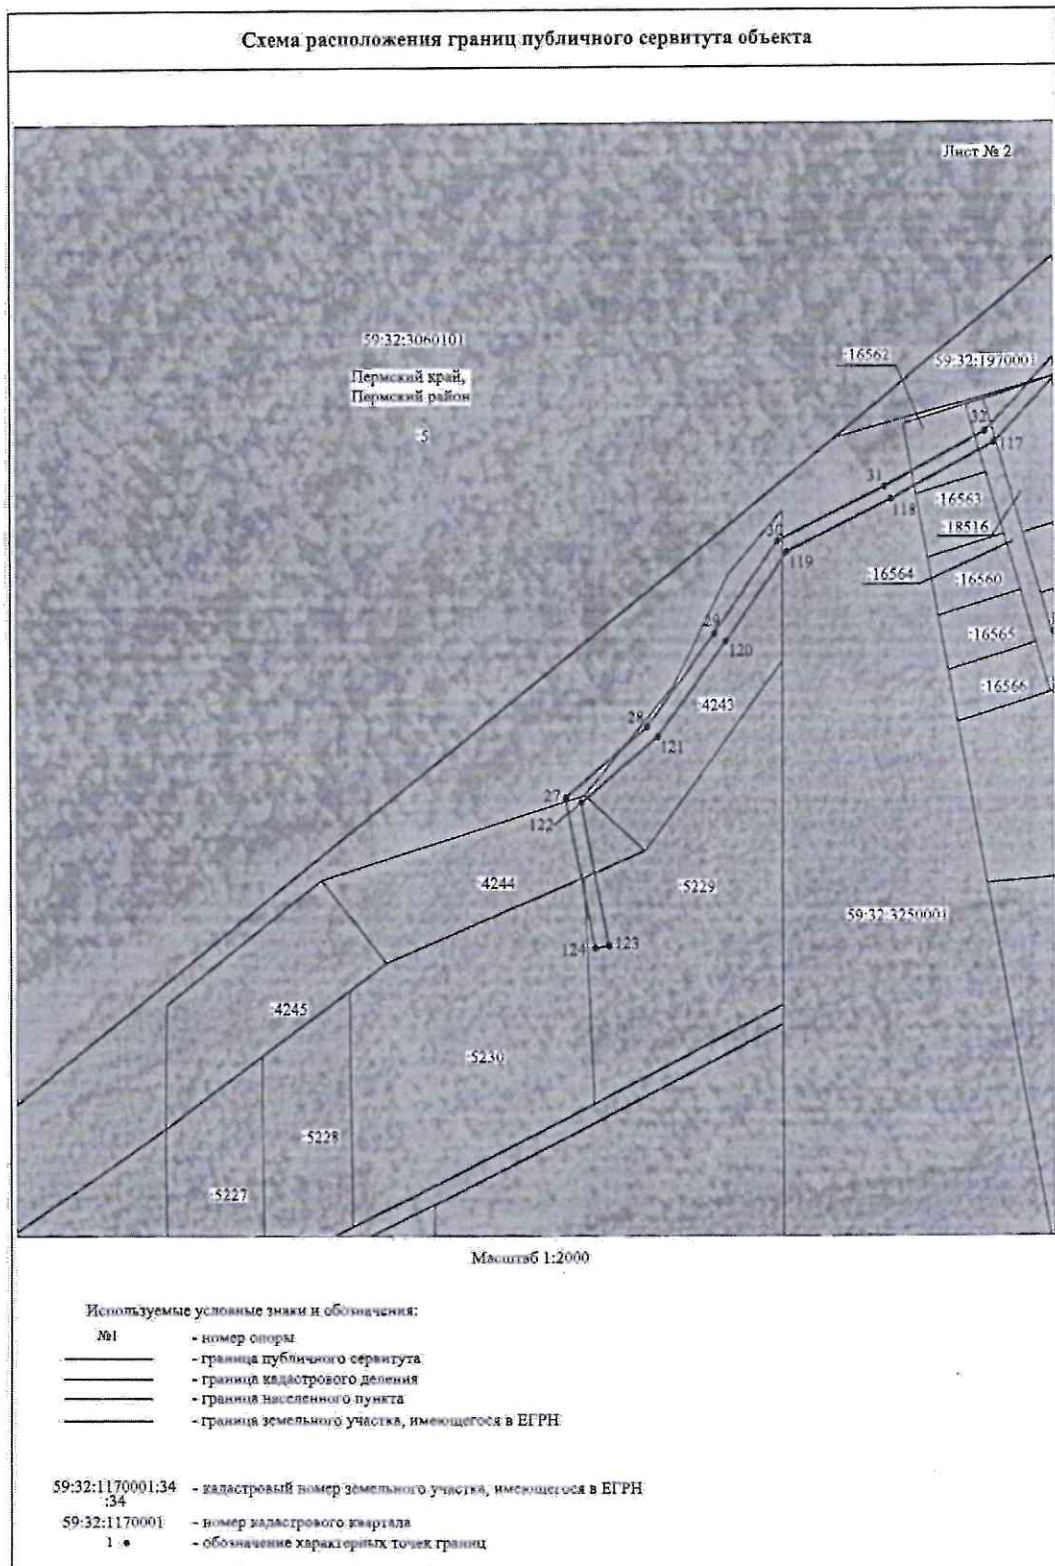 Схема расположения границ публичного сервитута объекта
Лист № 2
59:32:3060101
Пермский край,
Пермский район
:5
:16562
59:32:1970001
32
117
31
118
:16563
:18516
30
119
:16564
:16560
29
120
:16565
:16566
:4243
28
121
27
122
:4244
:5229
59:32:3250001
124
123
:4245
:5230
:5228
:5227
Масштаб 1:2000
Используемые условные знаки и обозначения:
№1 - номер опоры
- граница публичного сервитута
- граница кадастрового деления
- граница населенного пункта
- граница земельного участка, имеющегося в ЕГРН
59:32:1170001:34 - кадастровый номер земельного участка, имеющегося в ЕГРН
:34
59:32:1170001 - номер кадастрового квартала
1 • - обозначение характерных точек границ